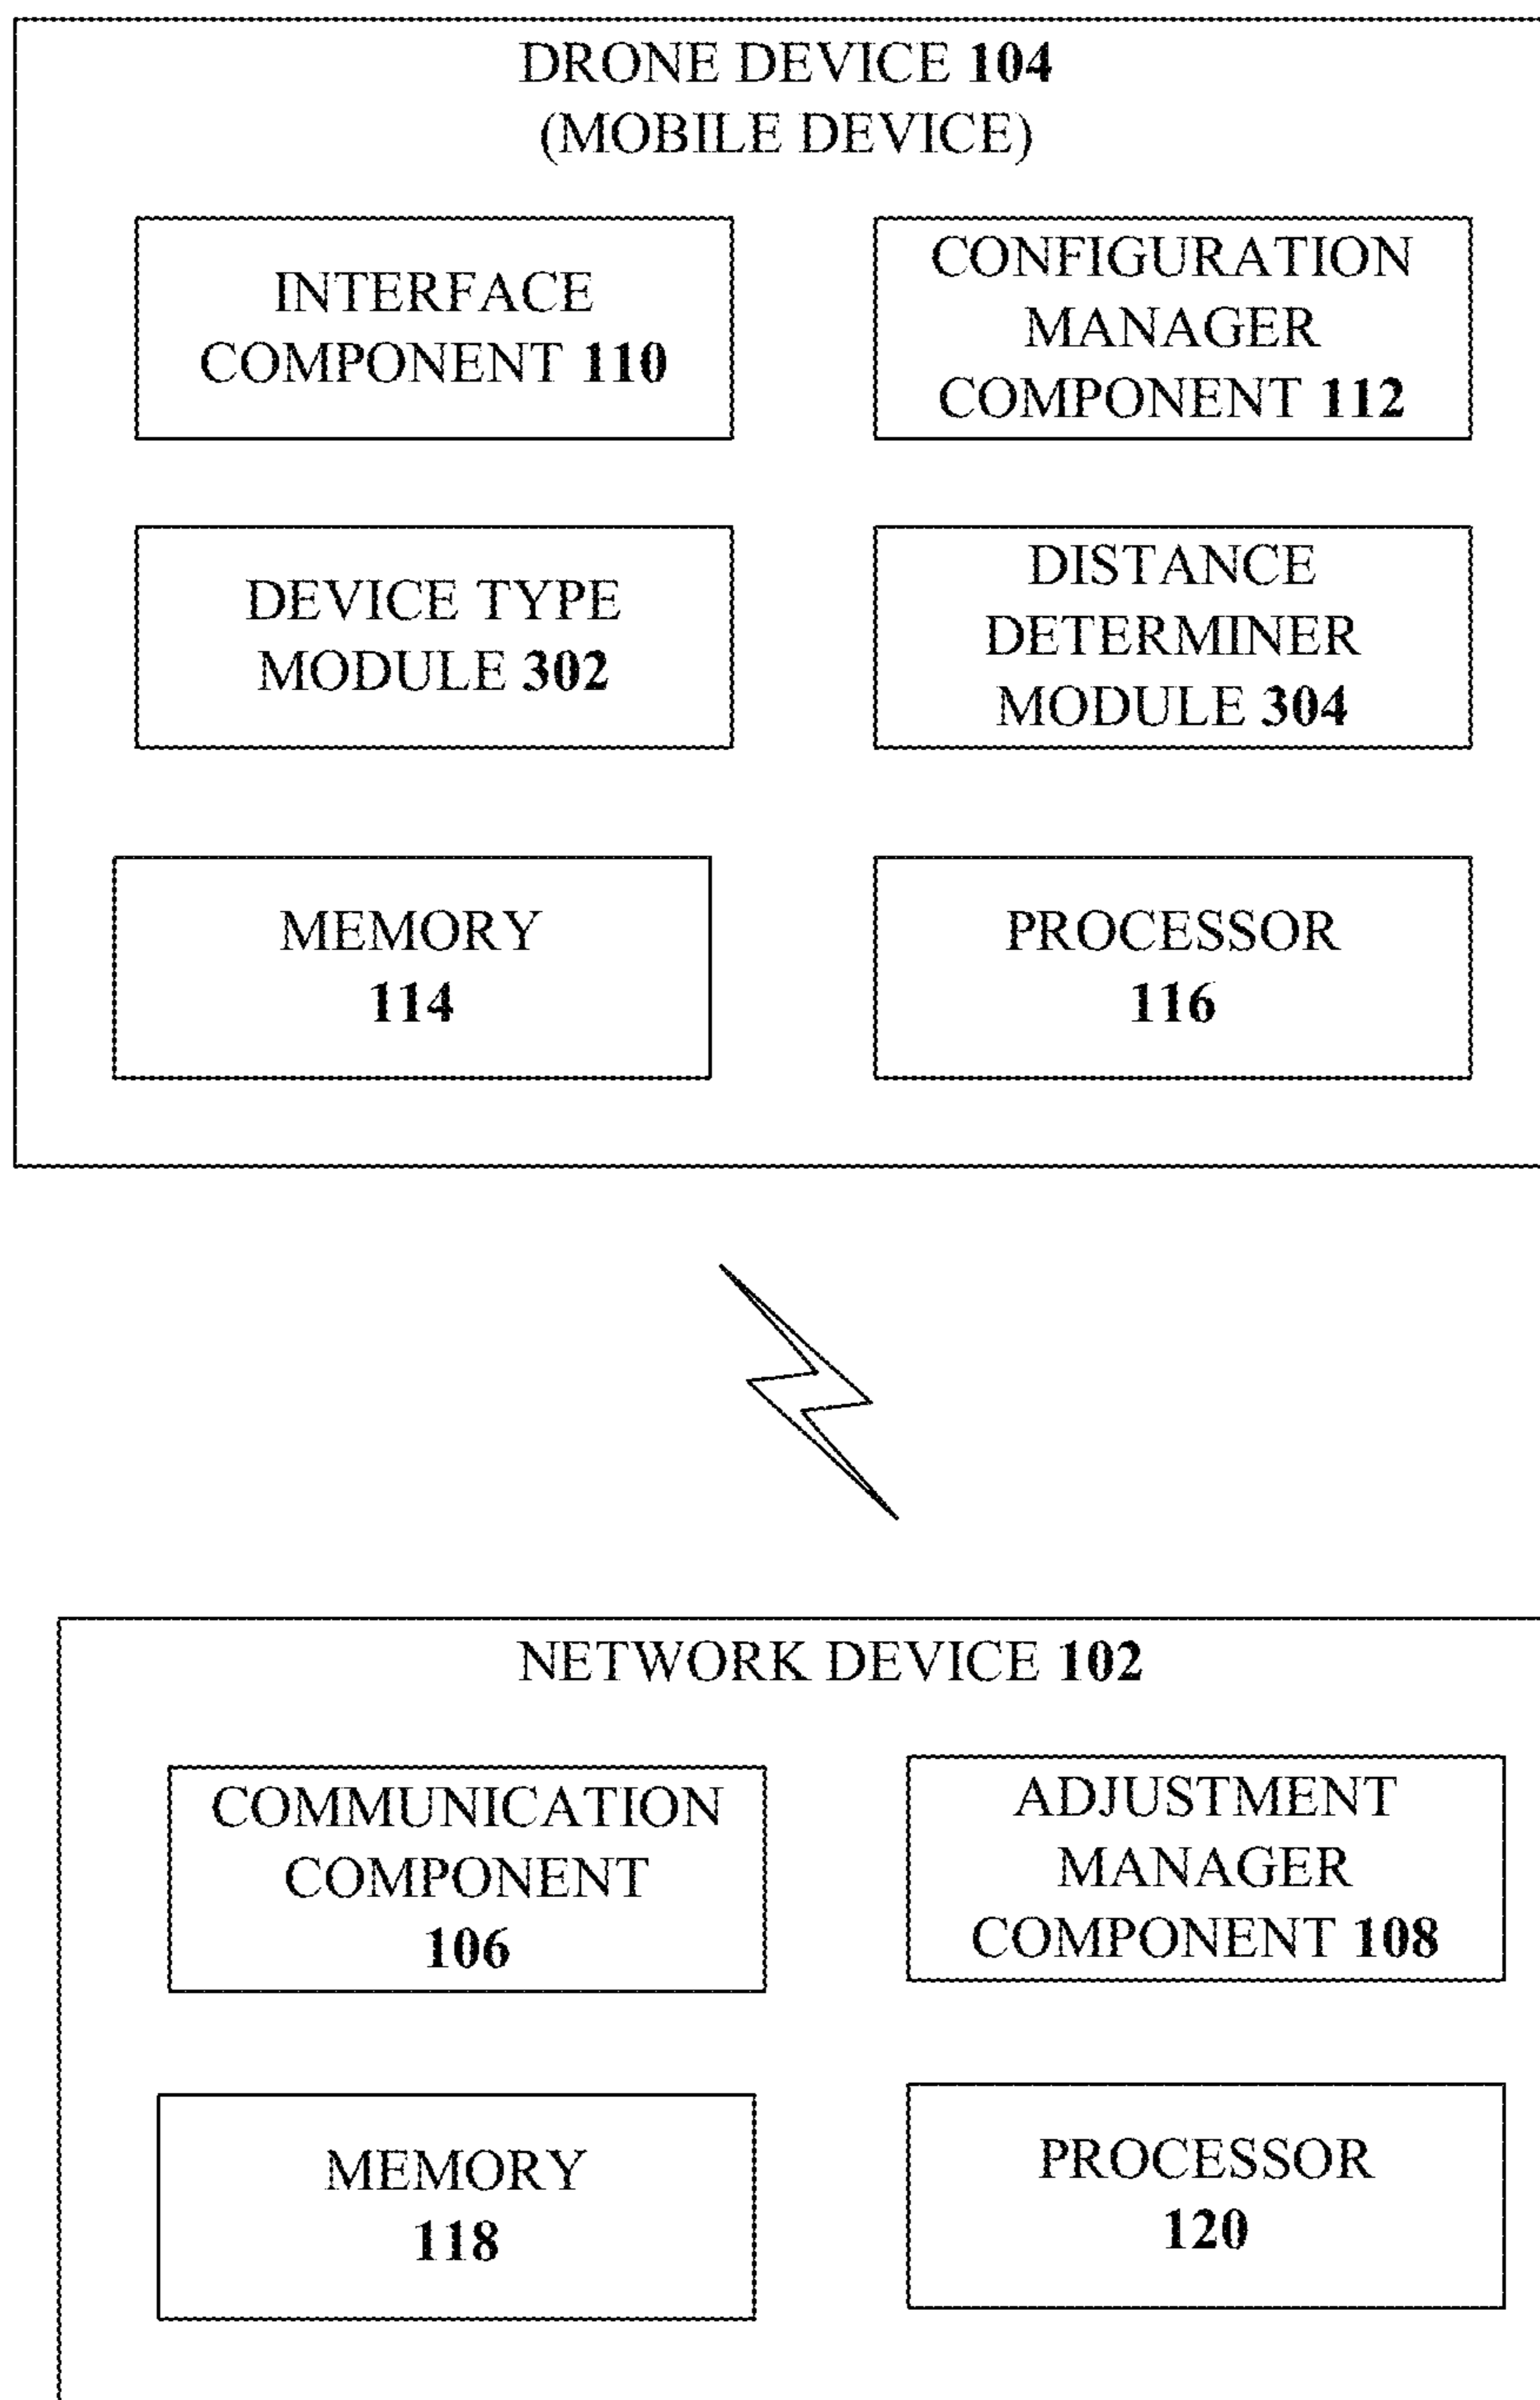 DRONE DEVICE 104
(MOBILE DEVICE)
INTERFACE
COMPONENT 110
CONFIGURATION
MANAGER
COMPONENT 112
DEVICE TYPE
MODULE 302
DISTANCE
DETERMINER
MODULE 304
MEMORY
114
PROCESSOR
116
NETWORK DEVICE 102
COMMUNICATION
COMPONENT
106
ADJUSTMENT
MANAGER
COMPONENT 108
MEMORY
118
PROCESSOR
120